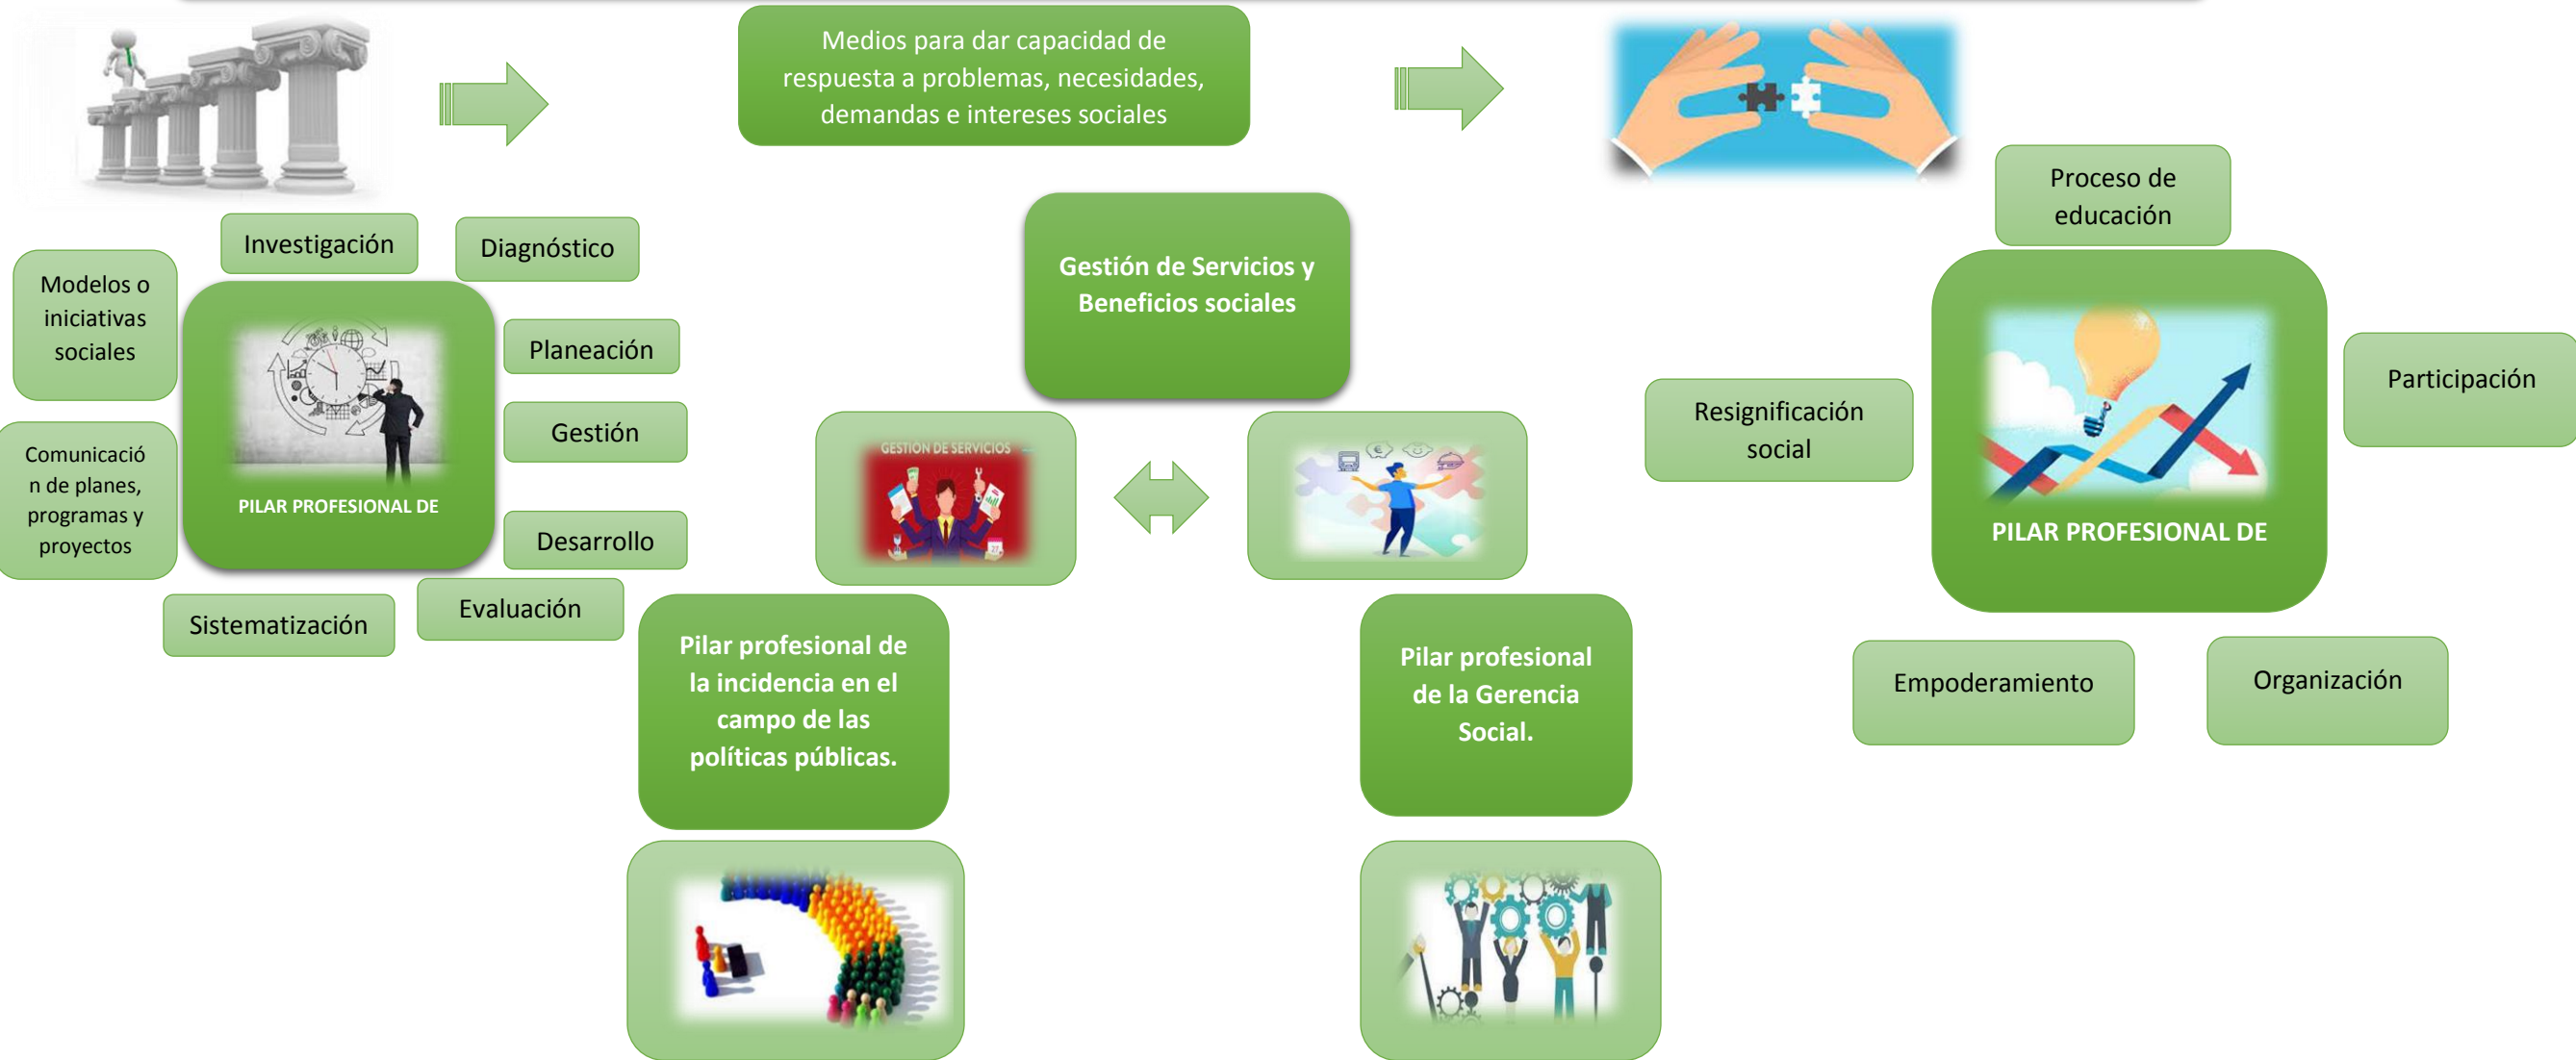 Medios para dar capacidad de
respuesta a problemas, necesidades,
demandas e intereses sociales
Investigación
Diagnóstico
Modelos o
iniciativas
sociales
Planeación
Gestión
Comunicació
n de planes,
programas y
proyectos
PILAR PROFESIONAL DE
Desarrollo
Sistematización
Evaluación
Gestión de Servicios y
Beneficios sociales
GESTIÓN DE SERVICIOS
Pilar profesional de
la incidencia en el
campo de las
políticas públicas.
Pilar profesional
de la Gerencia
Social.
Proceso de
educación
Resignificación
social
Participación
PILAR PROFESIONAL DE
Empoderamiento
Organización